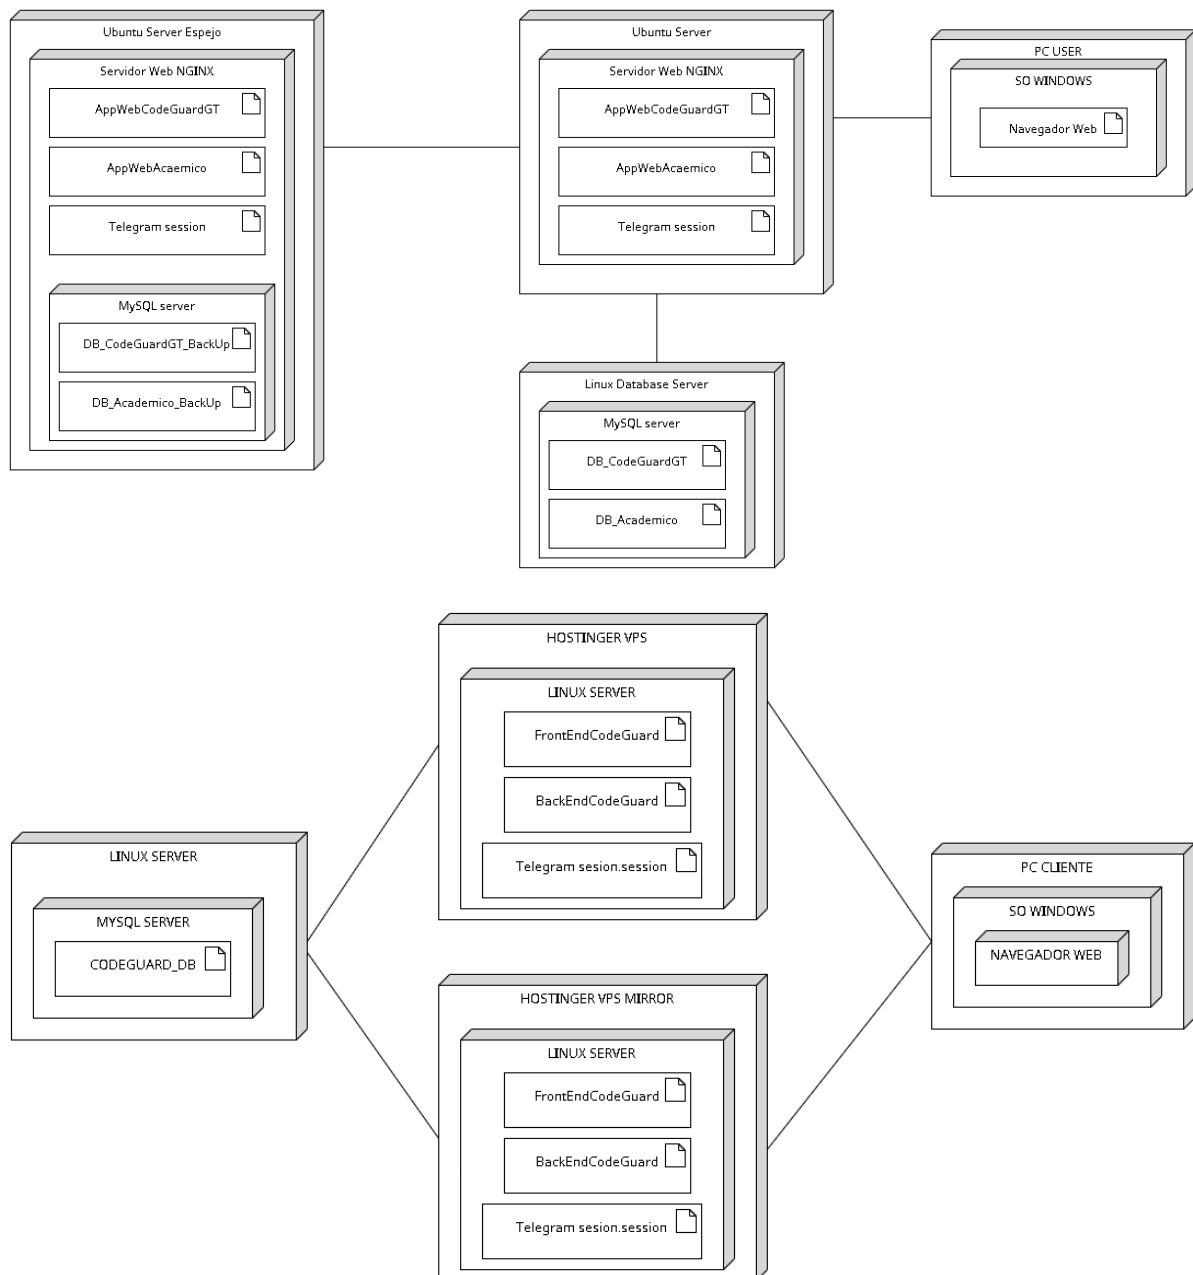 Ubuntu Server Espejo
Servidor Web NGINX
AppWebCodeGuardGT
AppWebAcaemico
Telegram session
MySQL server
DB_CodeGuardGT_BackUp
DB_Academico_BackUp
Ubuntu Server
Servidor Web NGINX
AppWebCodeGuardGT
AppWebAcaemico
Telegram session
PC USER
SO WINDOWS
Navegador Web
Linux Database Server
MySQL server
DB_CodeGuardGT
DB_Academico
HOSTINGER VPS
LINUX SERVER
FrontEndCodeGuard
BackEndCodeGuard
Telegram sesion.session
LINUX SERVER
MYSQL SERVER
CODEGUARD_DB
PC CLIENTE
SO WINDOWS
NAVEGADOR WEB
HOSTINGER VPS MIRROR
LINUX SERVER
FrontEndCodeGuard
BackEndCodeGuard
Telegram sesion.session